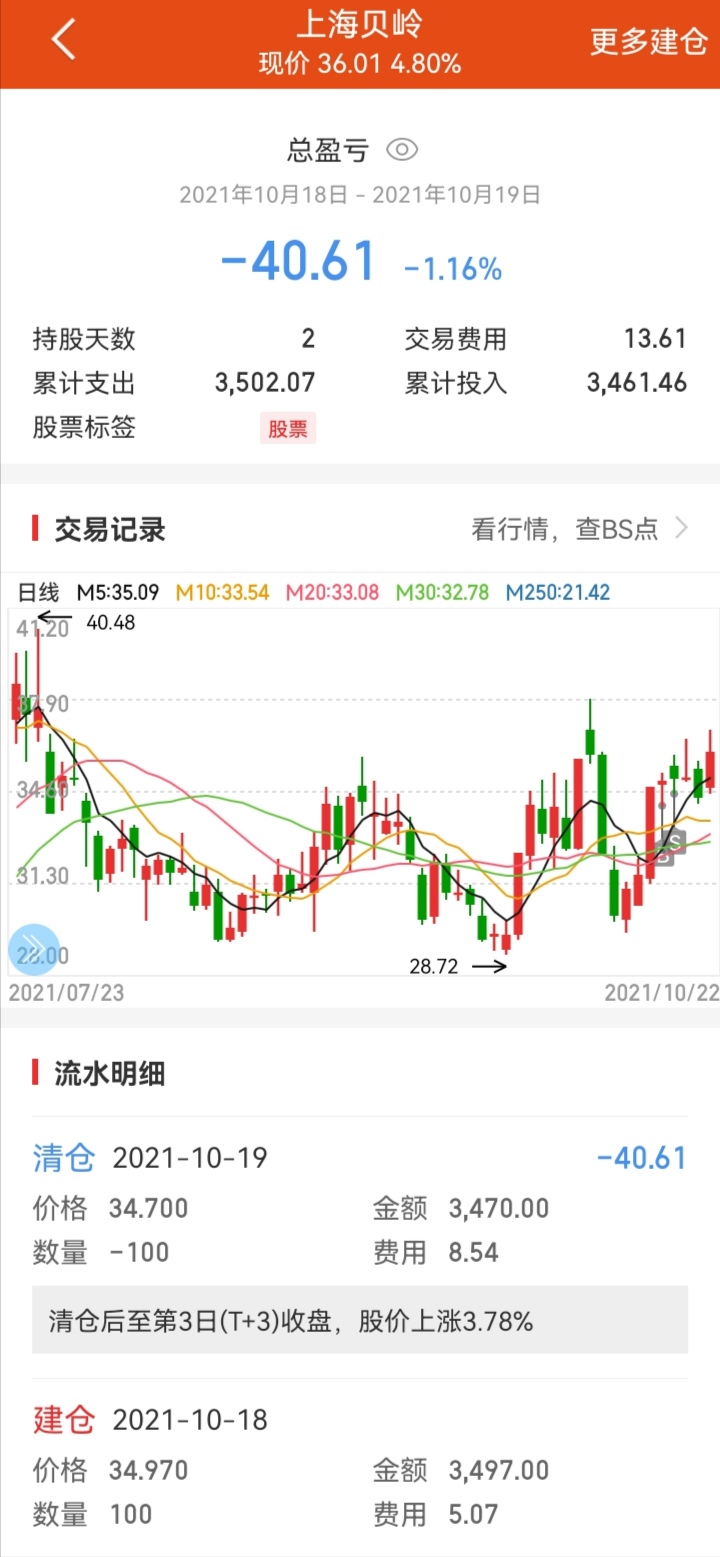 上海贝岭
现价 36.01 4.80%
更多建仓
总盈亏
2021年10月18日 - 2021年10月19日
-40.61 -1.16%
持股天数 2 交易费用 13.61
累计支出 3,502.07 累计投入 3,461.46
股票标签 股票
交易记录 看行情，查BS点
日线 M5:35.09 M10:33.54 M20:33.08 M30:32.78 M250:21.42
41.20 40.48
37.90
34.60
S
B
31.30
28.00
28.72
2021/07/23 2021/10/22
流水明细
清仓 2021-10-19 -40.61
价格 34.700 金额 3,470.00
数量 -100 费用 8.54
清仓后至第3日(T+3)收盘，股价上涨3.78%
建仓 2021-10-18
价格 34.970 金额 3,497.00
数量 100 费用 5.07